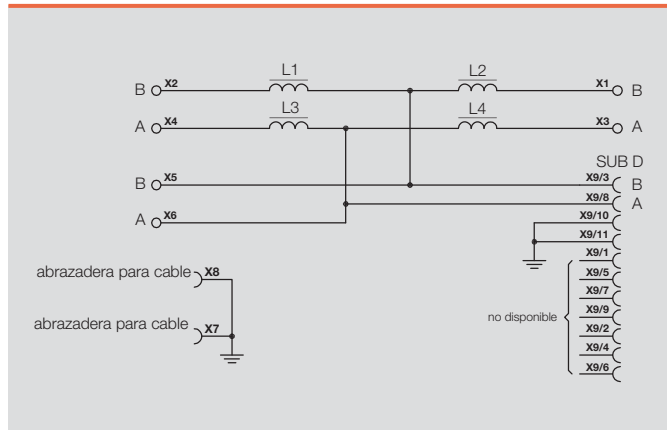 L1 L2
B X2 X1 B
L3 L4
A X4 X3 A
SUB D
B X5 X9/3 B
X9/8 A
A X6 X9/10
X9/11
X9/1
abrazadera para cable X8 X9/5
X9/7
no disponible X9/9
abrazadera para cable X7 X9/2
X9/4
X9/6